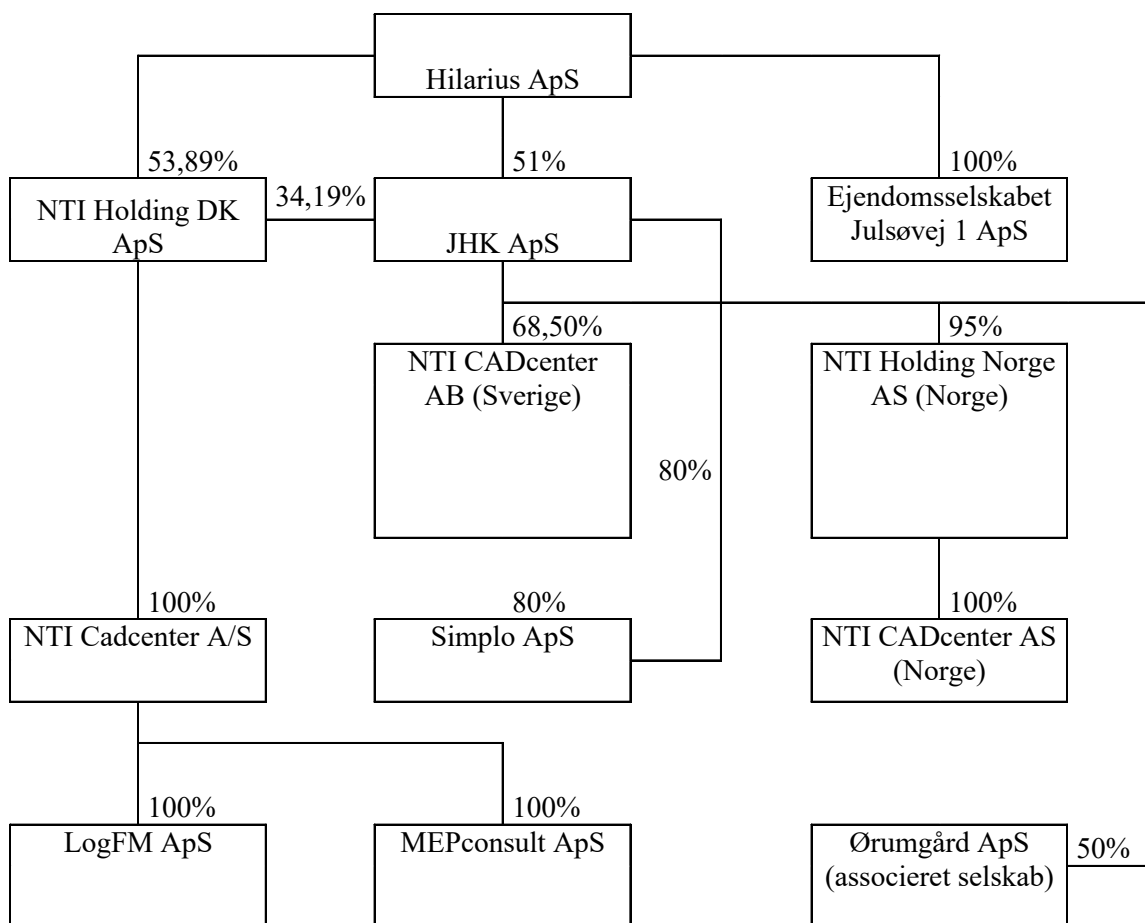 Hilarius ApS
53,89%
51%
100%
NTI Holding DK
ApS
34,19%
JHK ApS
Ejendomsselskabet
Julsøvej 1 ApS
68,50%
95%
NTI CADcenter
AB (Sverige)
NTI Holding Norge
AS (Norge)
80%
100%
80%
100%
NTI Cadcenter A/S
Simplo ApS
NTI CADcenter AS
(Norge)
100%
100%
LogFM ApS
MEPconsult ApS
Ørumgård ApS
(associeret selskab)
50%